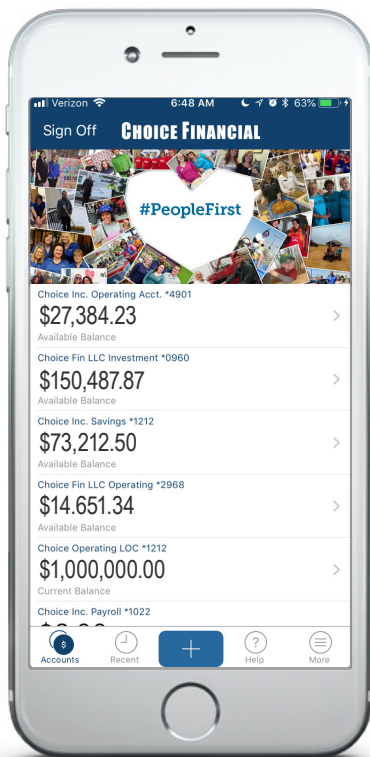 Verizon 6:48 AM 63%
Sign Off CHOICE FINANCIAL
#PeopleFirst
Choice Inc. Operating Acct. *4901
$27,384.23
Available Balance
Choice Fin LLC Investment *0960
$150,487.87
Available Balance
Choice Inc. Savings *1212
$73,212.50
Available Balance
Choice Fin LLC Operating *2968
$14.651.34
Available Balance
Choice Operating LOC *1212
$1,000,000.00
Current Balance
Choice Inc. Payroll *1022
$
Accounts Recent + ? Help More